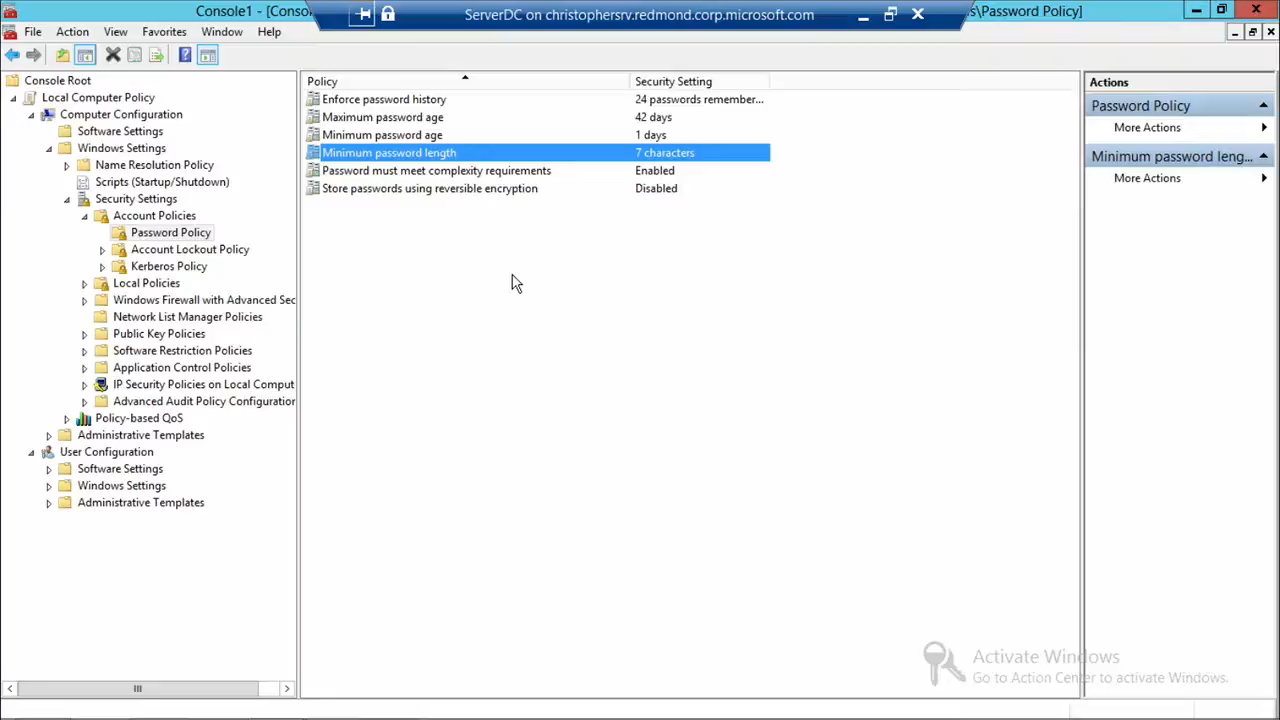 Console1 - [Conso
ServerDC on christophersrv.redmond.corp.microsoft.com
s\Password Policy]
File Action View Favorites Window Help
Console Root
Local Computer Policy
Computer Configuration
Software Settings
Windows Settings
Name Resolution Policy
Scripts (Startup/Shutdown)
Security Settings
Account Policies
Password Policy
Account Lockout Policy
Kerberos Policy
Local Policies
Windows Firewall with Advanced Sec
Network List Manager Policies
Public Key Policies
Software Restriction Policies
Application Control Policies
IP Security Policies on Local Comput
Advanced Audit Policy Configuration
Policy-based QoS
Administrative Templates
User Configuration
Software Settings
Windows Settings
Administrative Templates
Policy Security Setting
Enforce password history 24 passwords remember...
Maximum password age 42 days
Minimum password age 1 days
Minimum password length 7 characters
Password must meet complexity requirements Enabled
Store passwords using reversible encryption Disabled
Actions
Password Policy
More Actions
Minimum password leng...
More Actions
Activate Windows
Go to Action Center to activate Windows.